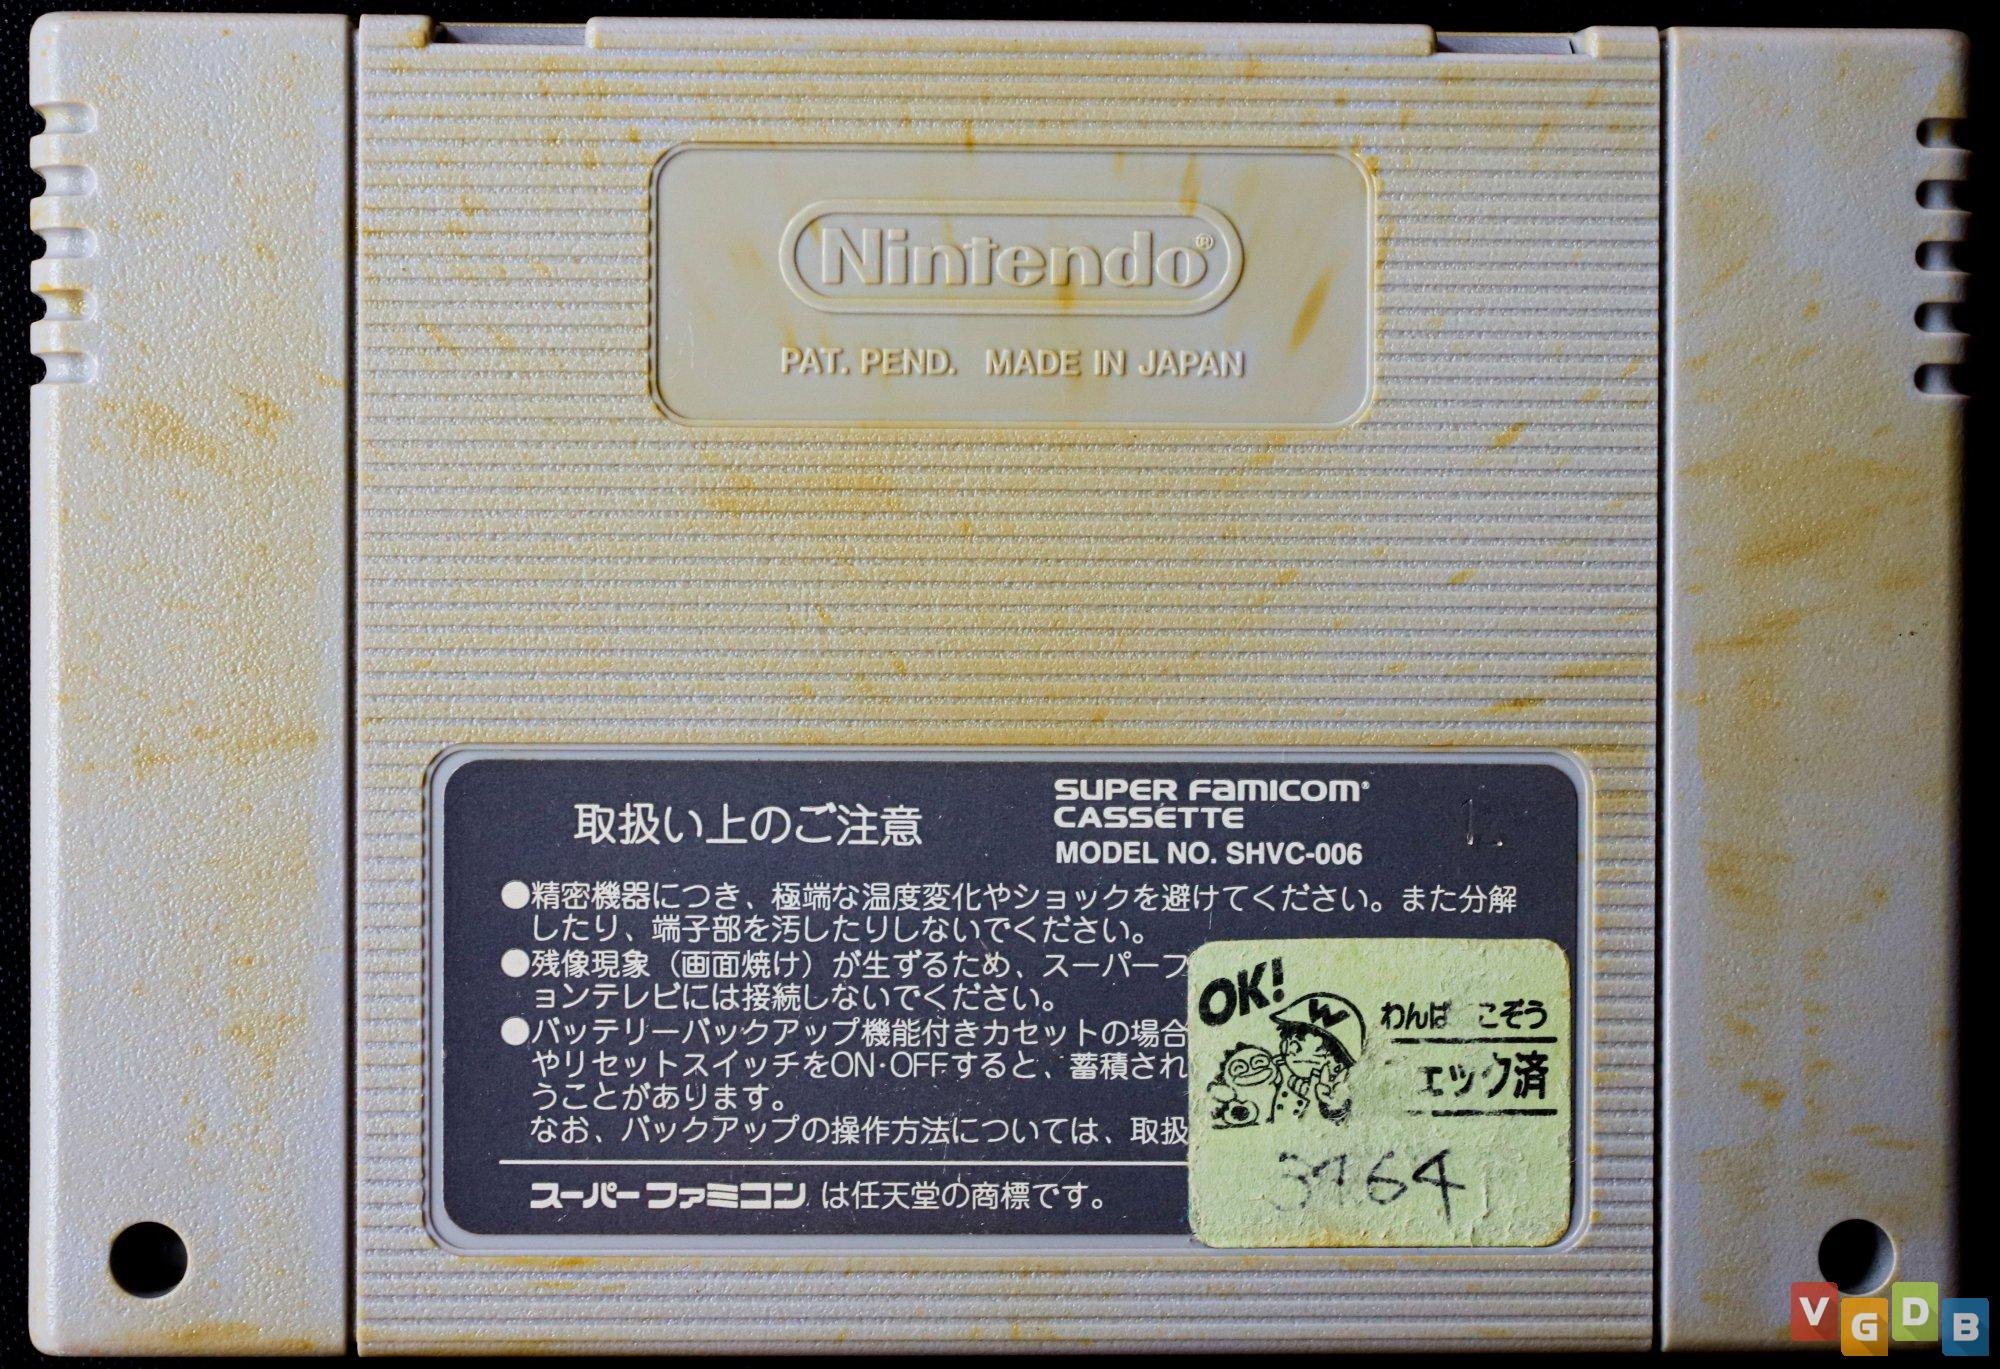 Nintendo®
PAT. PEND. MADE IN JAPAN
取扱い上のご注意
SUPER FAMICOM®
CASSETTE
MODEL NO. SHVC-006
●精密機器につき、極端な温度変化やショックを避けてください。また分解
したり、端子部を汚したりしないでください。
●残像現象（画面焼け）が生ずるため、スーパーフ
ョンテレビには接続しないでください。
●バッテリーバックアップ機能付きカセットの場合
やリセットスイッチをON・OFFすると、蓄積され
うことがあります。
なお、バックアップの操作方法については、取扱
スーパーファミコン は任天堂の商標です。
OK!
W
わんぱ こぞう
ェック済
3164
VGDB